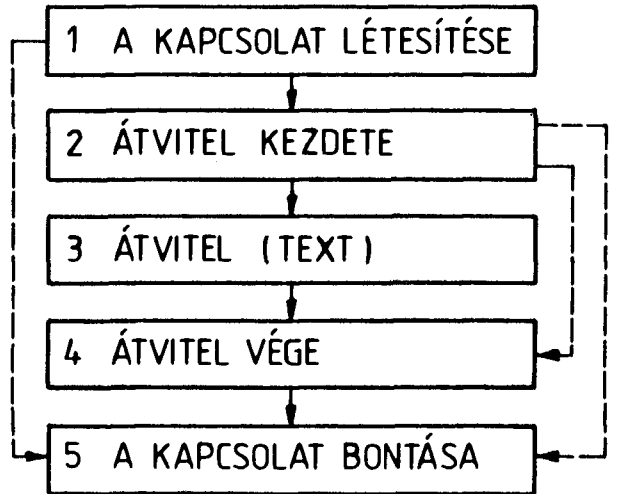 1 A KAPCSOLAT LÉTESÍTÉSE
2 ÁTVITEL KEZDETE
3 ÁTVITEL (TEXT)
4 ÁTVITEL VÉGE
5 A KAPCSOLAT BONTÁSA